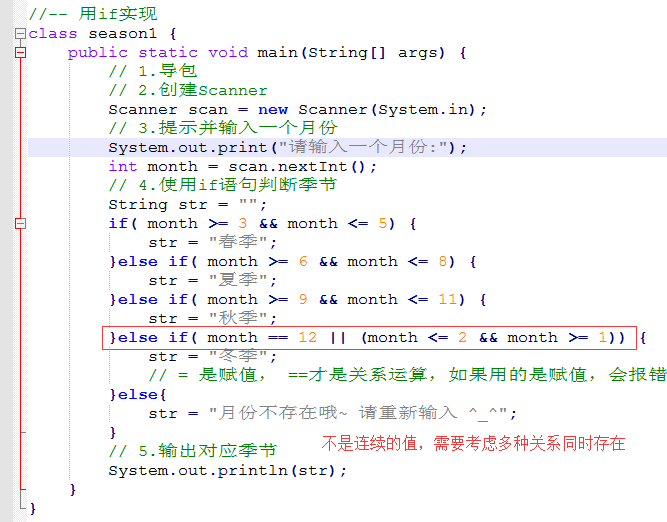 //-- 用if实现
class season1 {
    public static void main(String[] args) {
        // 1.导包
        // 2.创建Scanner
        Scanner scan = new Scanner(System.in);
        // 3.提示并输入一个月份
        System.out.print("请输入一个月份:");
        int month = scan.nextInt();
        // 4.使用if语句判断季节
        String str = "";
        if( month >= 3 && month <= 5) {
            str = "春季";
        }else if( month >= 6 && month <= 8) {
            str = "夏季";
        }else if( month >= 9 && month <= 11) {
            str = "秋季";
        }else if( month == 12 || (month <= 2 && month >= 1)) {
            str = "冬季";
            // = 是赋值， ==才是关系运算，如果用的是赋值，会报错
        }else{
            str = "月份不存在哦~ 请重新输入 ^_^";
        }
不是连续的值，需要考虑多种关系同时存在
        // 5.输出对应季节
        System.out.println(str);
    }
}